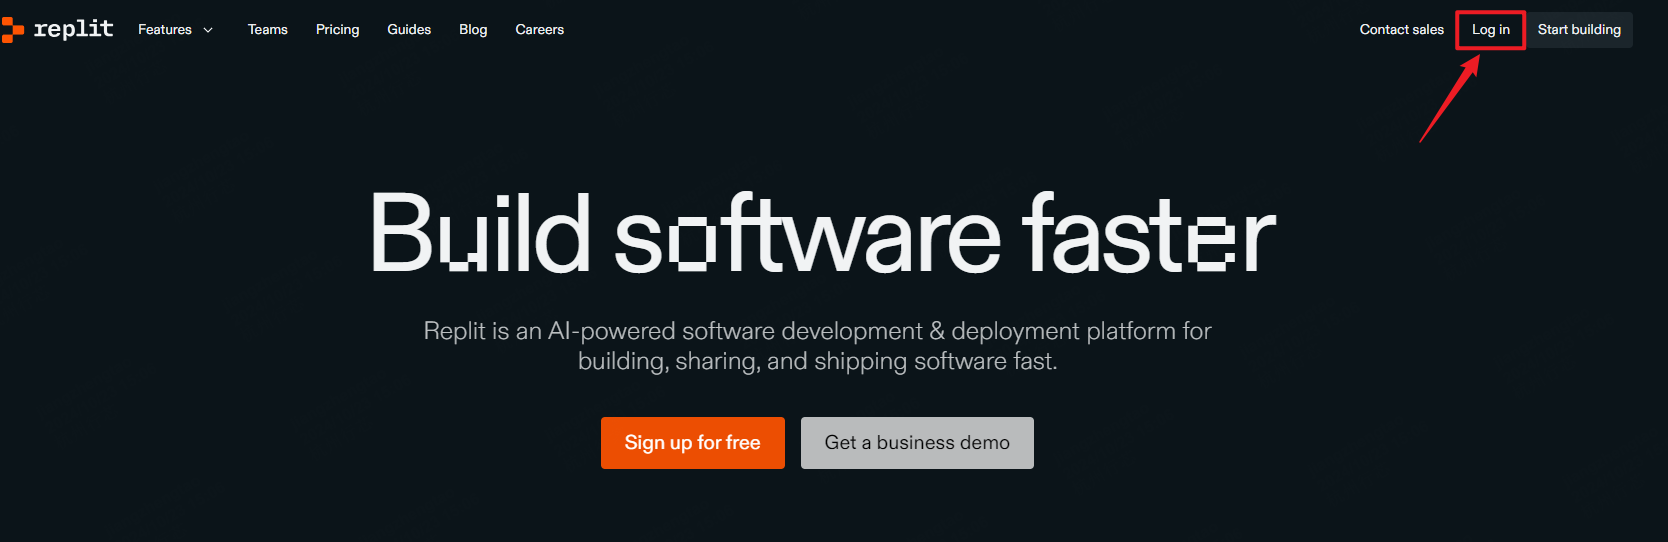 replit Features Teams Pricing Guides Blog Careers Contact sales Log in Start building
Build software faster
Replit is an AI-powered software development & deployment platform for
building, sharing, and shipping software fast.
Sign up for free Get a business demo